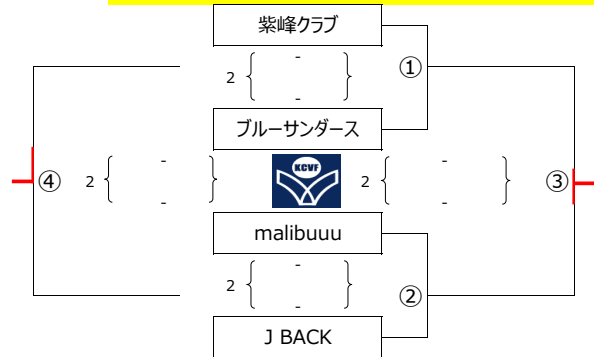 紫峰クラブ
2 { - }
-
①
ブルーサンダース
④
2 { - }
-
KCVF
2 { - }
-
③
malibuuu
2 { - }
-
②
J BACK